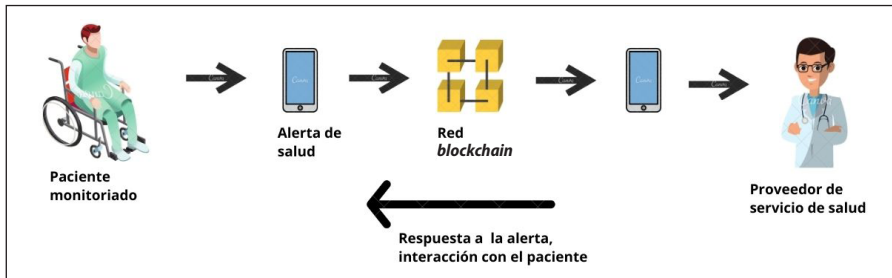 Paciente
monitoriado
Alerta de
salud
Red
blockchain
Proveedor de
servicio de salud
Respuesta a la alerta,
interacción con el paciente